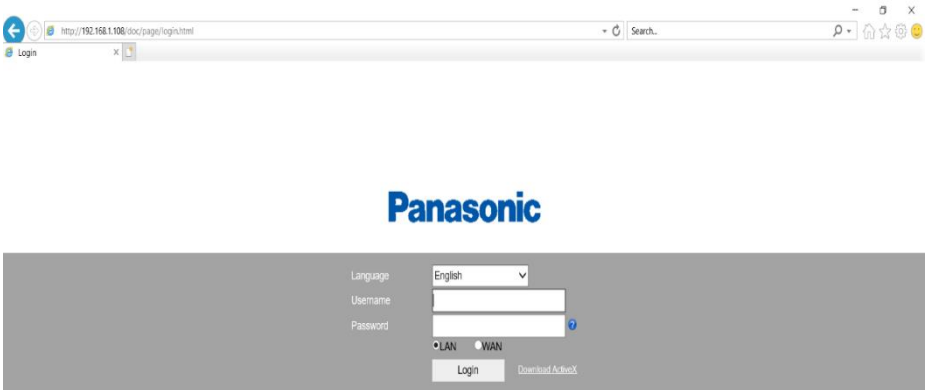 http://192.168.1.108/doc/page/login.html
Search...
Login
Panasonic
Language English
Username
Password
LAN WAN
Login Download ActiveX